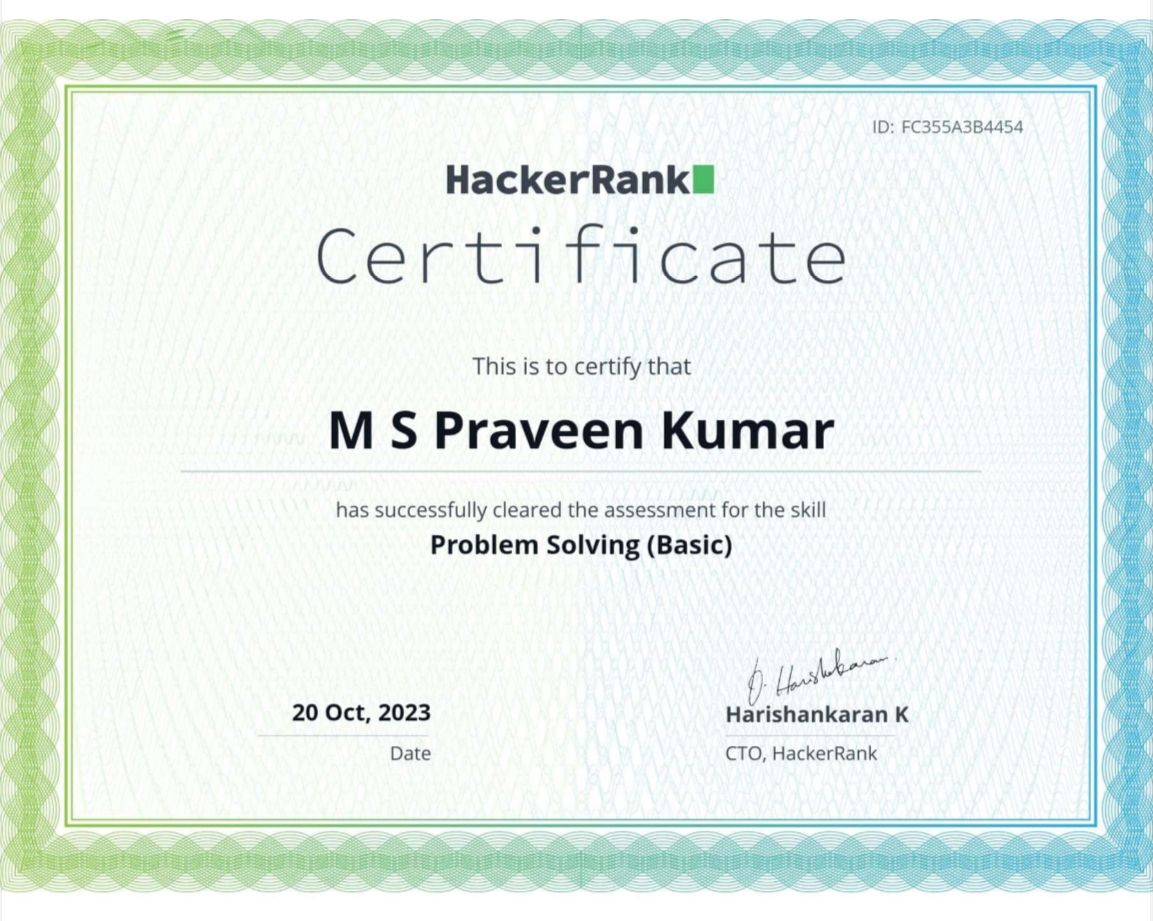 ID: FC355A3B4454
HackerRank
Certificate
This is to certify that
M S Praveen Kumar
has successfully cleared the assessment for the skill
Problem Solving (Basic)
20 Oct, 2023
Date
Harishankaran K
CTO, HackerRank